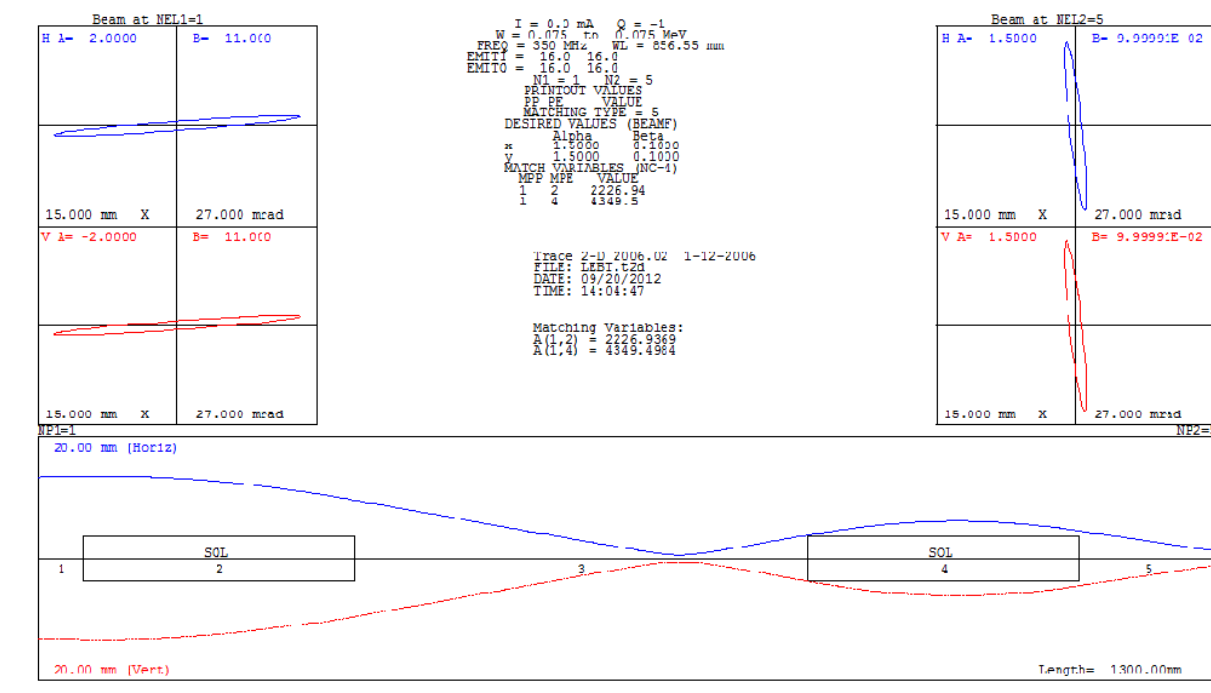 Beam at NEL1=1
H A= 2.0000 B= 11.000
15.000 mm X 27.000 mrad
V A= -2.0000 B= 11.000
15.000 mm X 27.000 mrad
I = 0.0 mA Q = -1
W = 0.075 to 0.075 MeV
FREQ = 350 MHz WL = 856.55 mm
EMITI = 16.0 16.0
EMITO = 16.0 16.0
N1 = 1 N2 = 5
PRINTOUT VALUES
PP PE VALUE
MATCHING TYPE = 5
DESIRED VALUES (BEAMF)
Alpha Beta
x 1.5000 0.1000
y 1.5000 0.1000
MATCH VARIABLES (NC=4)
MPP MPE VALUE
1 2 2226.94
1 4 4349.5
Trace 2-D 2006.02 1-12-2006
FILE: LEBT.t2d
DATE: 09/20/2012
TIME: 14:04:47
Matching Variables:
A(1,2) = 2226.9369
A(1,4) = 4349.4984
Beam at NEL2=5
H A= 1.5000 B= 9.99991E-02
15.000 mm X 27.000 mrad
V A= 1.5000 B= 9.99991E-02
15.000 mm X 27.000 mrad
NP1=1 NP2=
20.00 mm (Horiz)
SOL SOL
1 2 3 4 5
20.00 mm (Vert)
Length= 1300.00mm